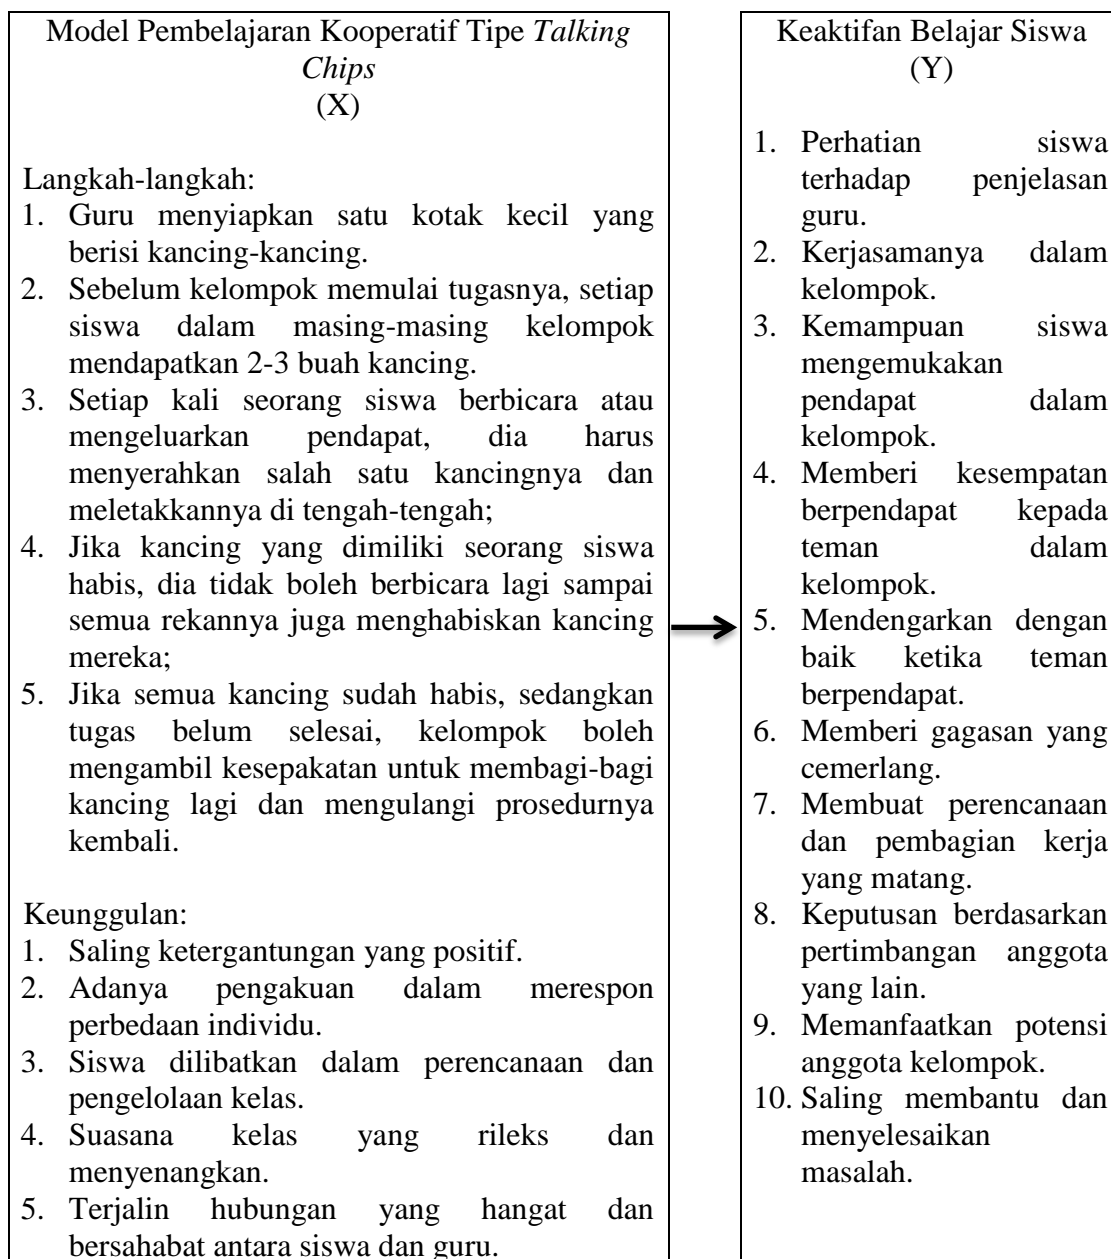 Model Pembelajaran Kooperatif Tipe Talking
Chips
(X)
Langkah-langkah:
1. Guru menyiapkan satu kotak kecil yang
berisi kancing-kancing.
2. Sebelum kelompok memulai tugasnya, setiap
siswa dalam masing-masing kelompok
mendapatkan 2-3 buah kancing.
3. Setiap kali seorang siswa berbicara atau
mengeluarkan pendapat, dia harus
menyerahkan salah satu kancingnya dan
meletakkannya di tengah-tengah;
4. Jika kancing yang dimiliki seorang siswa
habis, dia tidak boleh berbicara lagi sampai
semua rekannya juga menghabiskan kancing
mereka;
5. Jika semua kancing sudah habis, sedangkan
tugas belum selesai, kelompok boleh
mengambil kesepakatan untuk membagi-bagi
kancing lagi dan mengulangi prosedurnya
kembali.
Keunggulan:
1. Saling ketergantungan yang positif.
2. Adanya pengakuan dalam merespon
perbedaan individu.
3. Siswa dilibatkan dalam perencanaan dan
pengelolaan kelas.
4. Suasana kelas yang rileks dan
menyenangkan.
5. Terjalin hubungan yang hangat dan
bersahabat antara siswa dan guru.
Keaktifan Belajar Siswa
(Y)
1. Perhatian siswa
terhadap penjelasan
guru.
2. Kerjasamanya dalam
kelompok.
3. Kemampuan siswa
mengemukakan
pendapat dalam
kelompok.
4. Memberi kesempatan
berpendapat kepada
teman dalam
kelompok.
5. Mendengarkan dengan
baik ketika teman
berpendapat.
6. Memberi gagasan yang
cemerlang.
7. Membuat perencanaan
dan pembagian kerja
yang matang.
8. Keputusan berdasarkan
pertimbangan anggota
yang lain.
9. Memanfaatkan potensi
anggota kelompok.
10. Saling membantu dan
menyelesaikan
masalah.